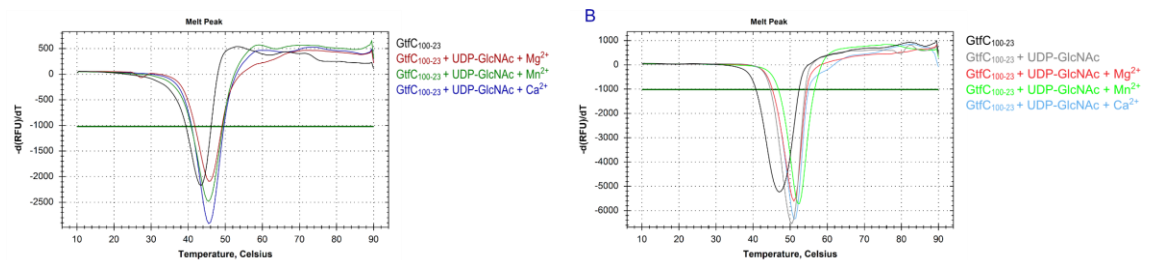 Melt Peak
500
0
-500
-1000
-1500
-2000
-2500
-d(RFU)/dT
10 20 30 40 50 60 70 80 90
Temperature, Celsius
GtfC100-23
GtfC100-23 + UDP-GlcNAc + Mg2+
GtfC100-23 + UDP-GlcNAc + Mn2+
GtfC100-23 + UDP-GlcNAc + Ca2+
B
Melt Peak
1000
0
-1000
-2000
-3000
-4000
-5000
-6000
-d(RFU)/dT
10 20 30 40 50 60 70 80 90
Temperature, Celsius
GtfC100-23
GtfC100-23 + UDP-GlcNAc
GtfC100-23 + UDP-GlcNAc + Mg2+
GtfC100-23 + UDP-GlcNAc + Mn2+
GtfC100-23 + UDP-GlcNAc + Ca2+